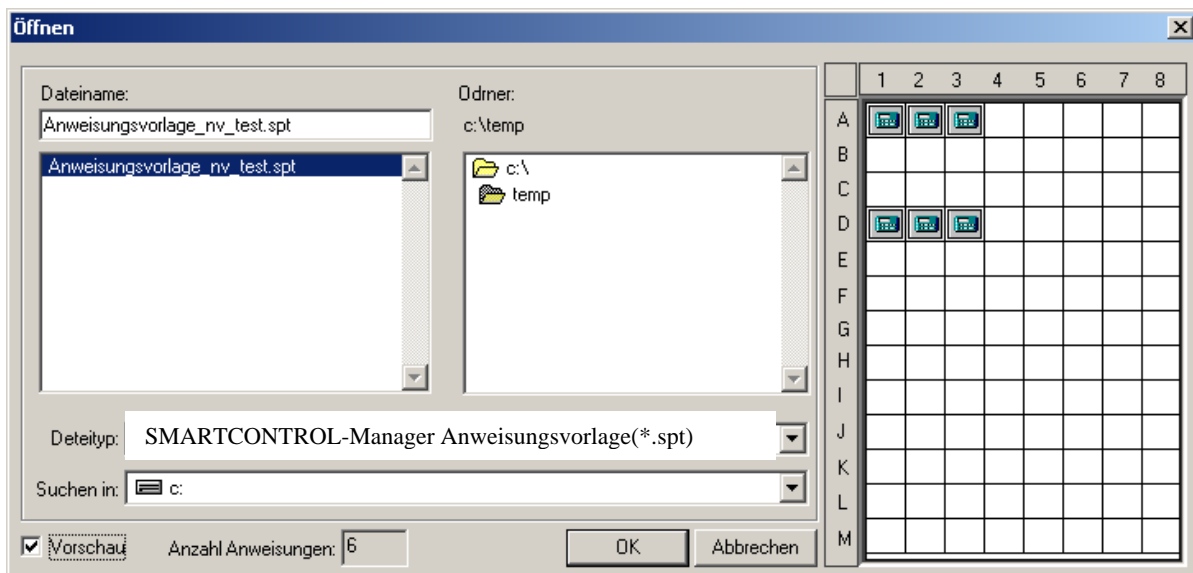 Öffnen
Dateiname:
Anweisungsvorlage_nv_test.spt
Anweisungsvorlage_nv_test.spt
Odrner:
c:\temp
c:\
temp
Deteityp: SMARTCONTROL-Manager Anweisungsvorlage(*.spt)
Suchen in: c:
Vorschau Anzahl Anweisungen: 6 OK Abbrechen
1 2 3 4 5 6 7 8
A
B
C
D
E
F
G
H
I
J
K
L
M